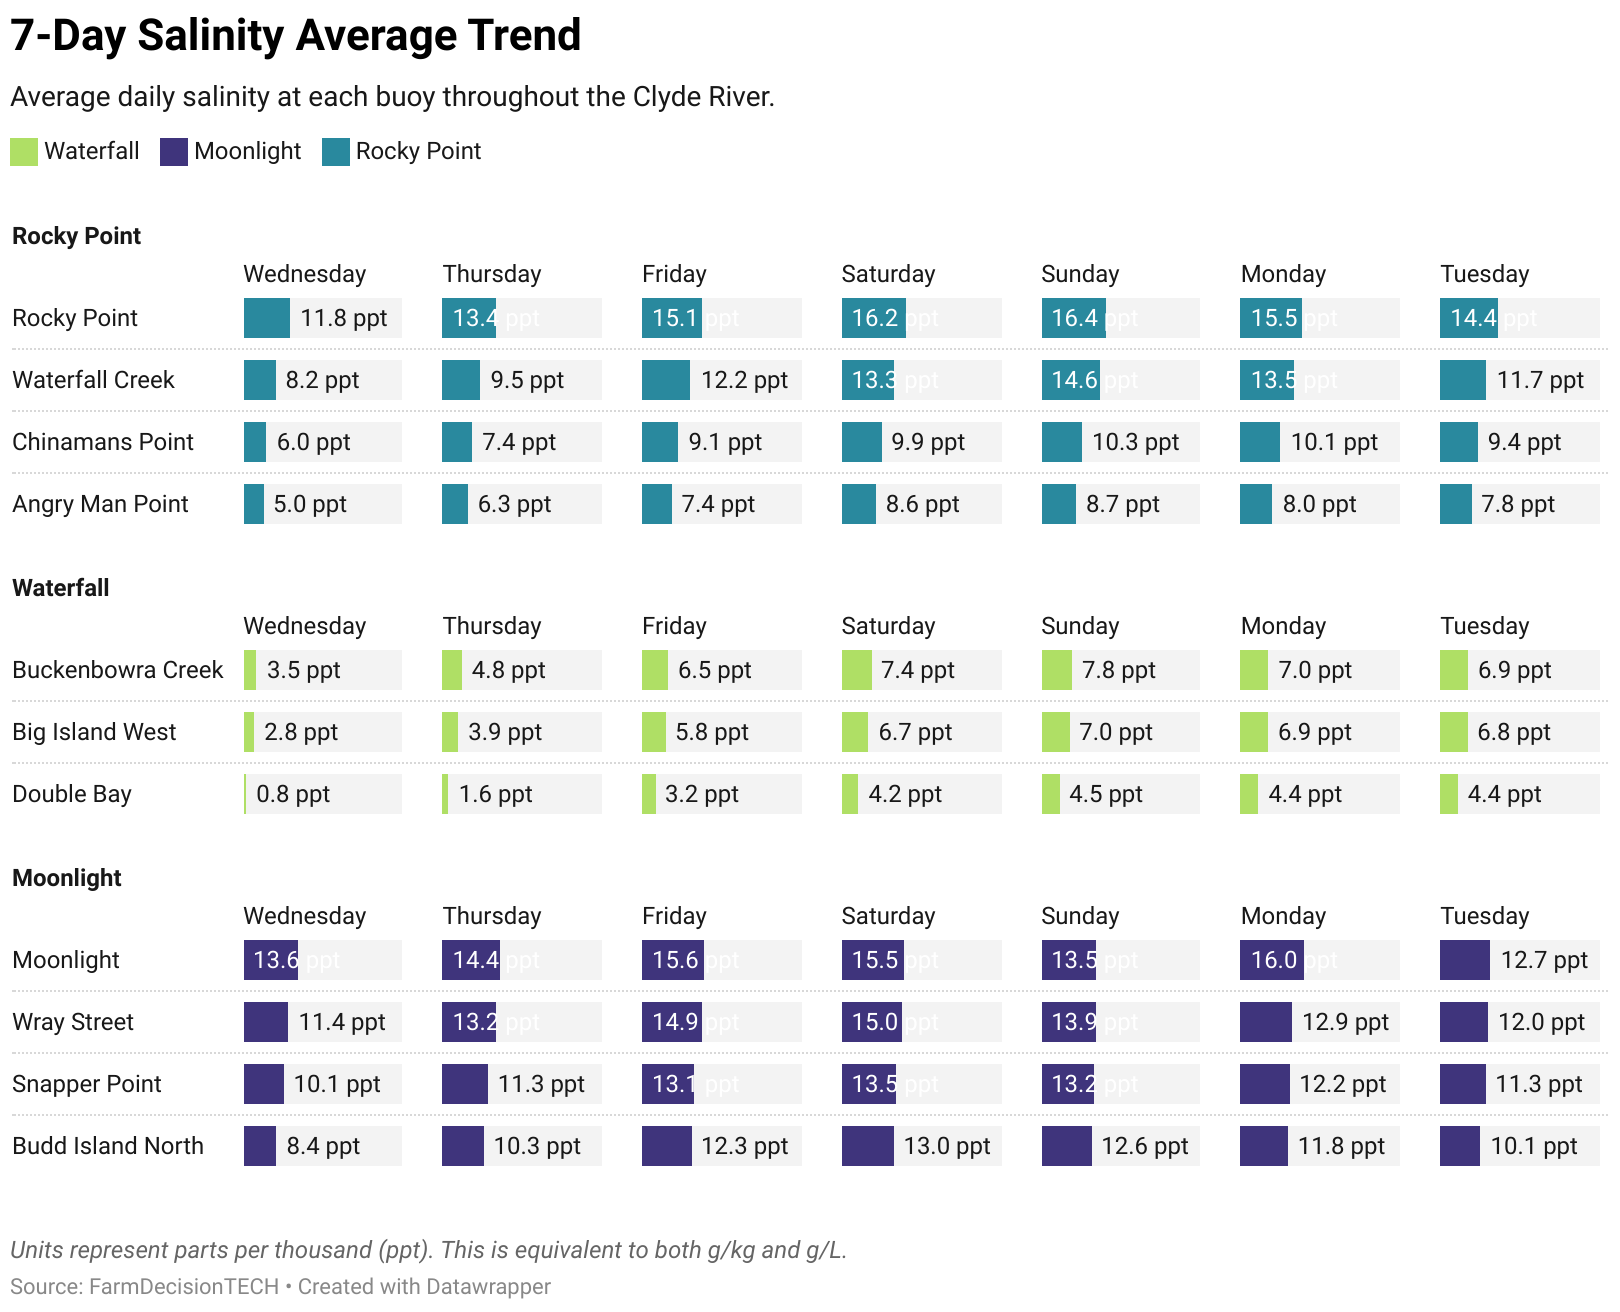 7-Day Salinity Average Trend
Average daily salinity at each buoy throughout the Clyde River.
Waterfall Moonlight Rocky Point
Rocky Point
Wednesday Thursday Friday Saturday Sunday Monday Tuesday
Rocky Point 11.8 ppt 13.4 ppt 15.1 ppt 16.2 ppt 16.4 ppt 15.5 ppt 14.4 ppt
Waterfall Creek 8.2 ppt 9.5 ppt 12.2 ppt 13.3 ppt 14.6 ppt 13.5 ppt 11.7 ppt
Chinamans Point 6.0 ppt 7.4 ppt 9.1 ppt 9.9 ppt 10.3 ppt 10.1 ppt 9.4 ppt
Angry Man Point 5.0 ppt 6.3 ppt 7.4 ppt 8.6 ppt 8.7 ppt 8.0 ppt 7.8 ppt
Waterfall
Wednesday Thursday Friday Saturday Sunday Monday Tuesday
Buckenbowra Creek 3.5 ppt 4.8 ppt 6.5 ppt 7.4 ppt 7.8 ppt 7.0 ppt 6.9 ppt
Big Island West 2.8 ppt 3.9 ppt 5.8 ppt 6.7 ppt 7.0 ppt 6.9 ppt 6.8 ppt
Double Bay 0.8 ppt 1.6 ppt 3.2 ppt 4.2 ppt 4.5 ppt 4.4 ppt 4.4 ppt
Moonlight
Wednesday Thursday Friday Saturday Sunday Monday Tuesday
Moonlight 13.6 ppt 14.4 ppt 15.6 ppt 15.5 ppt 13.5 ppt 16.0 ppt 12.7 ppt
Wray Street 11.4 ppt 13.2 ppt 14.9 ppt 15.0 ppt 13.9 ppt 12.9 ppt 12.0 ppt
Snapper Point 10.1 ppt 11.3 ppt 13.1 ppt 13.5 ppt 13.2 ppt 12.2 ppt 11.3 ppt
Budd Island North 8.4 ppt 10.3 ppt 12.3 ppt 13.0 ppt 12.6 ppt 11.8 ppt 10.1 ppt
Units represent parts per thousand (ppt). This is equivalent to both g/kg and g/L.
Source: FarmDecisionTECH • Created with Datawrapper